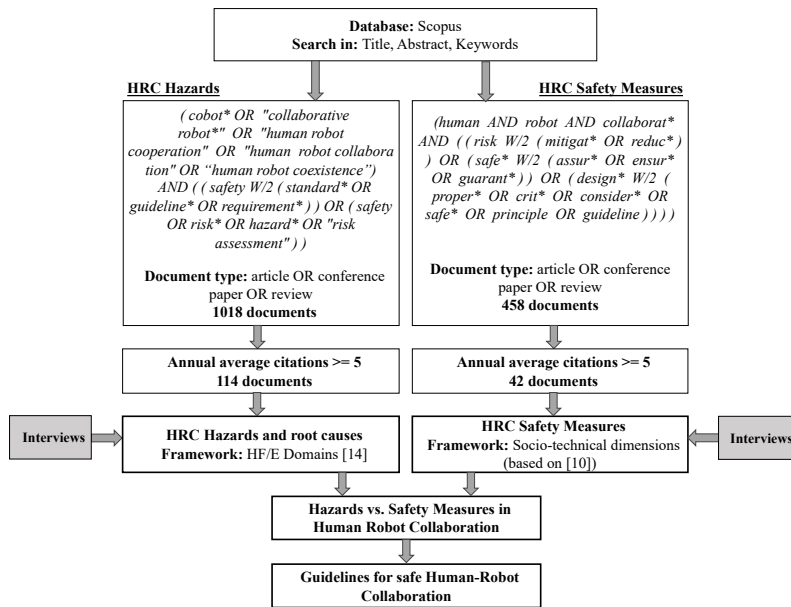 Database: Scopus
Search in: Title, Abstract, Keywords
HRC Hazards
( cobot* OR "collaborative
robot*" OR "human robot
cooperation" OR "human robot collabora
tion" OR “human robot coexistence”)
AND ( ( safety W/2 ( standard* OR
guideline* OR requirement* ) ) OR ( safety
OR risk* OR hazard* OR "risk
assessment" ) )
Document type: article OR conference
paper OR review
1018 documents
HRC Safety Measures
(human AND robot AND collaborat*
AND ( ( risk W/2 ( mitigat* OR reduc* )
) OR ( safe* W/2 ( assur* OR ensur*
OR guarant* ) ) OR ( design* W/2 (
proper* OR crit* OR consider* OR
safe* OR principle OR guideline ) ) ) )
Document type: article OR conference
paper OR review
458 documents
Annual average citations >= 5
114 documents
Annual average citations >= 5
42 documents
Interviews
HRC Hazards and root causes
Framework: HF/E Domains [14]
HRC Safety Measures
Framework: Socio-technical dimensions
(based on [10])
Interviews
Hazards vs. Safety Measures in
Human Robot Collaboration
Guidelines for safe Human-Robot
Collaboration